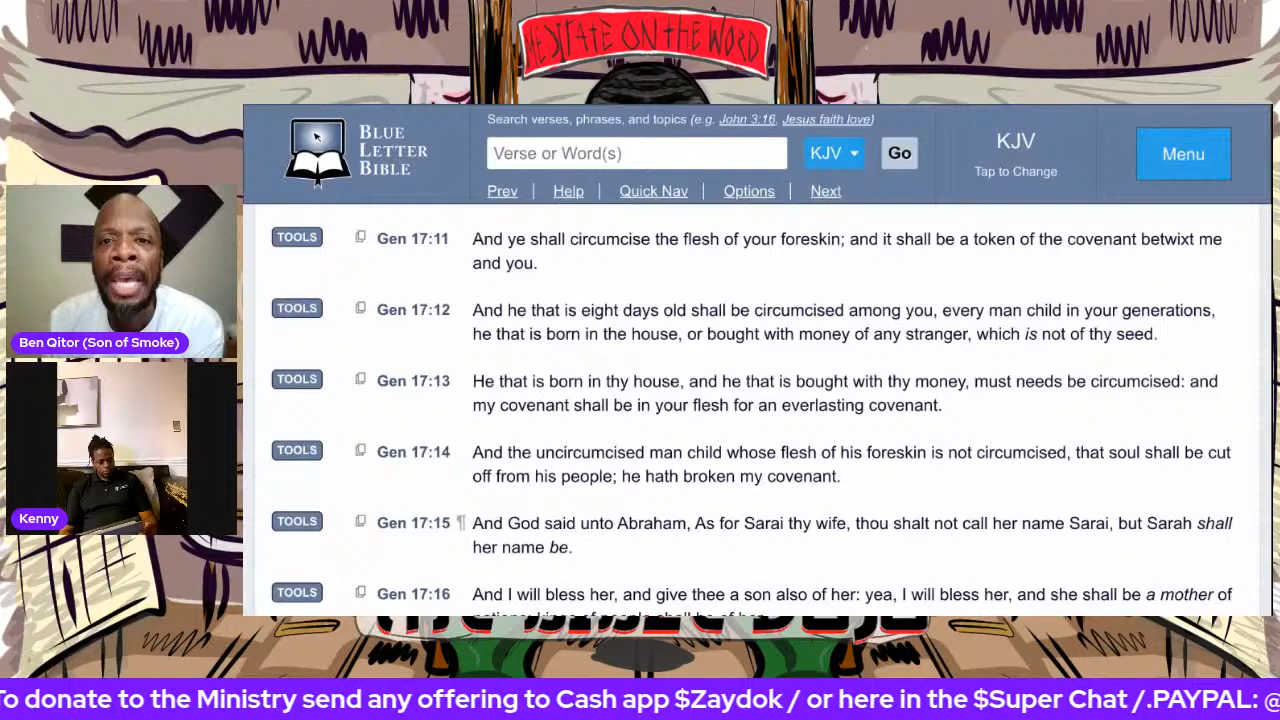 MEDITATE ON THE WORD
Search verses, phrases, and topics (e.g. John 3:16, Jesus faith love)
BLUE
LETTER
BIBLE
Verse or Word(s)
KJV
Go
KJV
Tap to Change
Menu
Prev | Help | Quick Nav | Options | Next
TOOLS Gen 17:11 And ye shall circumcise the flesh of your foreskin; and it shall be a token of the covenant betwixt me
and you.
TOOLS Gen 17:12 And he that is eight days old shall be circumcised among you, every man child in your generations,
he that is born in the house, or bought with money of any stranger, which is not of thy seed.
TOOLS Gen 17:13 He that is born in thy house, and he that is bought with thy money, must needs be circumcised: and
my covenant shall be in your flesh for an everlasting covenant.
TOOLS Gen 17:14 And the uncircumcised man child whose flesh of his foreskin is not circumcised, that soul shall be cut
off from his people; he hath broken my covenant.
TOOLS Gen 17:15 ¶ And God said unto Abraham, As for Sarai thy wife, thou shalt not call her name Sarai, but Sarah shall
her name be.
TOOLS Gen 17:16 And I will bless her, and give thee a son also of her: yea, I will bless her, and she shall be a mother of
Ben Qitor (Son of Smoke)
Kenny
To donate to the Ministry send any offering to Cash app $Zaydok / or here in the $Super Chat /.PAYPAL: @